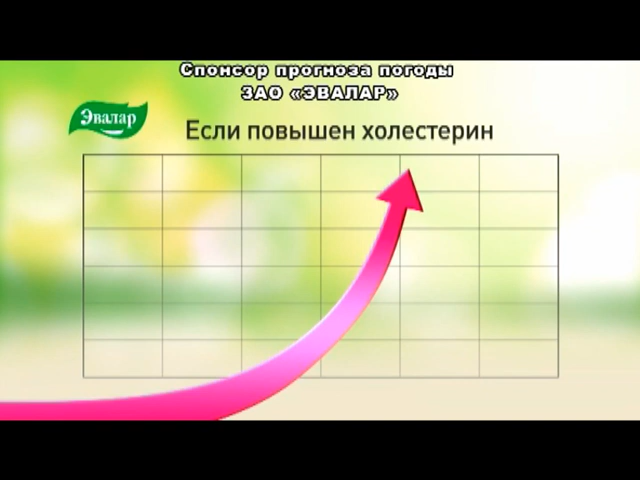 Спонсор прогноза погоды
ЗАО «ЭВАЛАР»
Эвалар
Если повышен холестерин